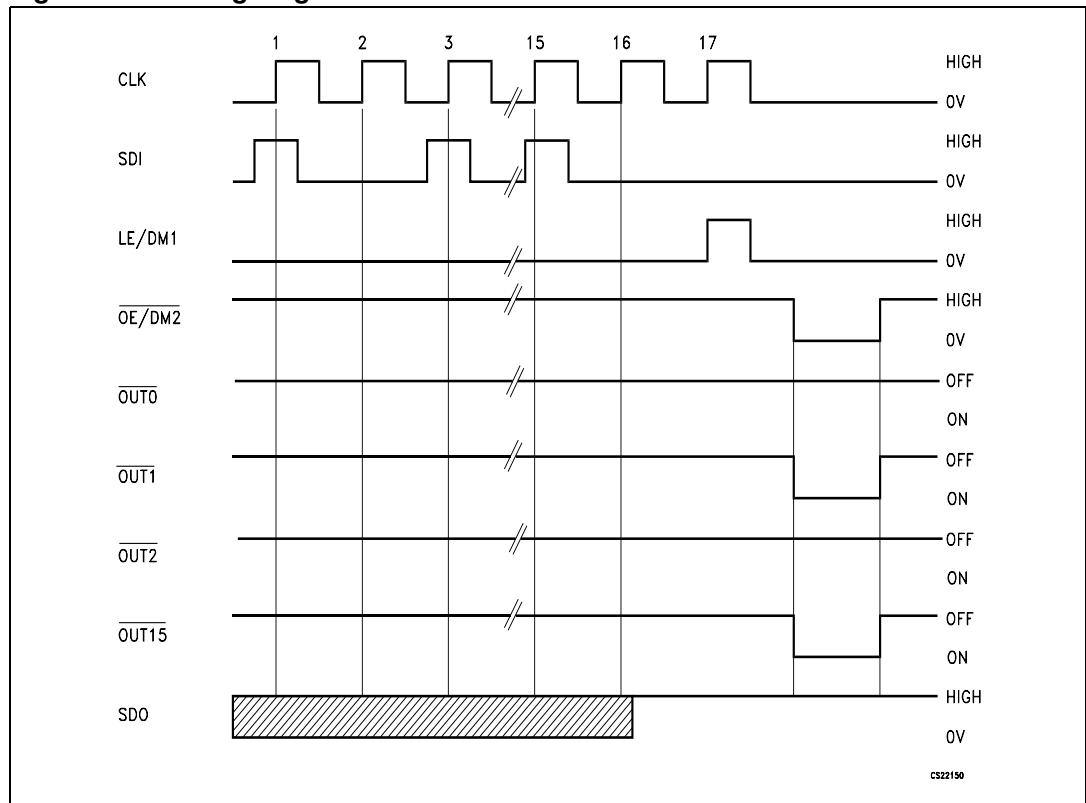 1 2 3 15 16 17
CLK
HIGH
0V
SDI
HIGH
0V
LE/DM1
HIGH
0V
OE/DM2
HIGH
0V
OUT0
OFF
ON
OUT1
OFF
ON
OUT2
OFF
ON
OUT15
OFF
ON
SDO
HIGH
0V
CS22150